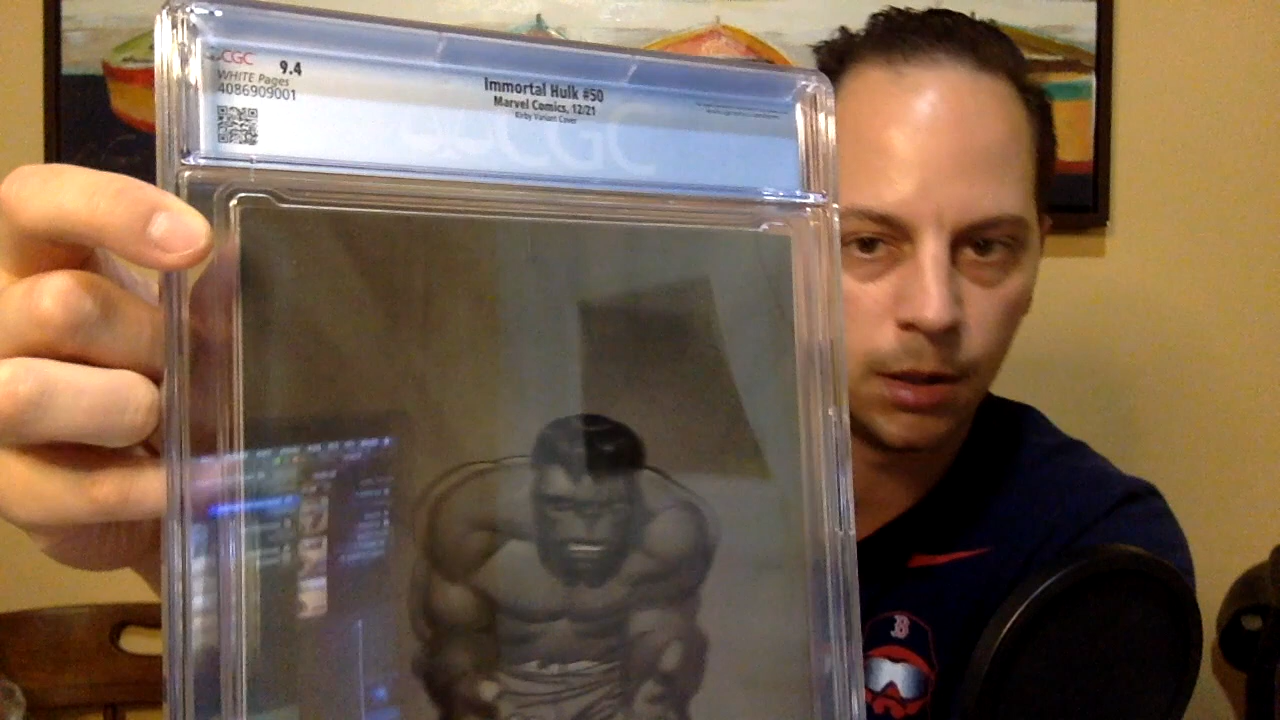 CGC 9.4
WHITE Pages
4086909001
Immortal Hulk #50
Marvel Comics, 12/21
Kirby Variant Cover
CGC
B